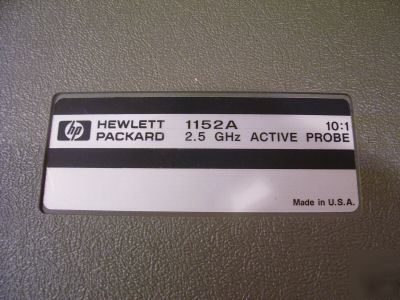 hp HEWLETT PACKARD 1152A 10:1
2.5 GHz ACTIVE PROBE
Made in U.S.A.